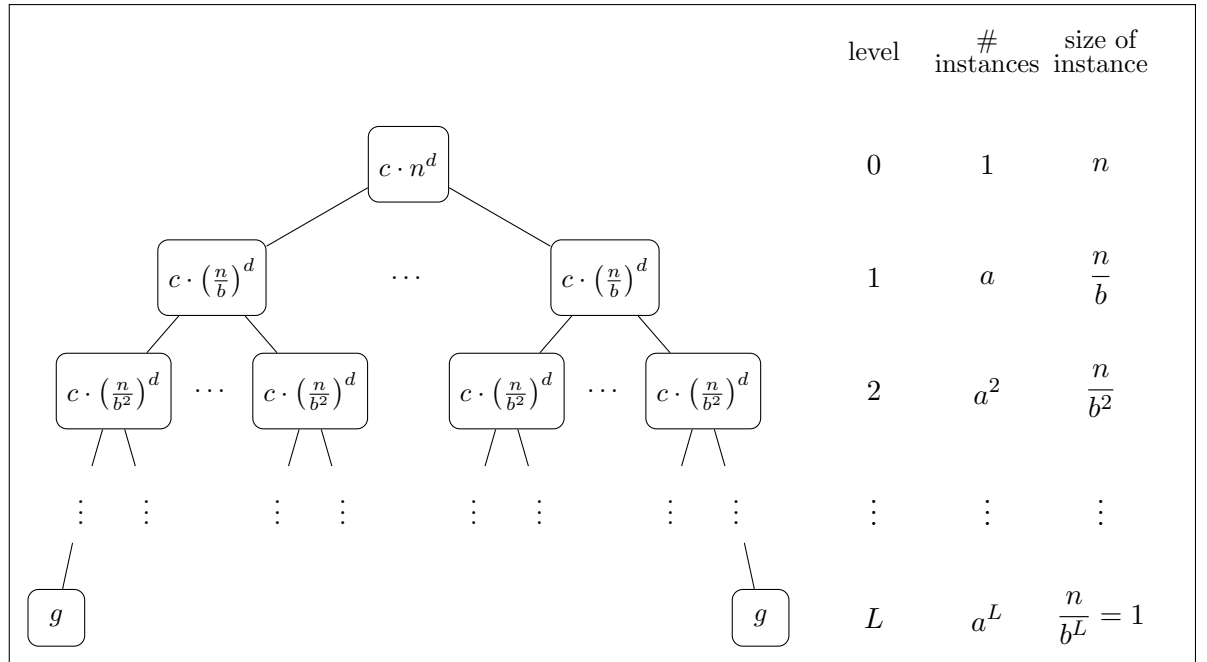 level # instances size of instance
c · n^d 0 1 n
c · (n/b)^d ⋯ c · (n/b)^d 1 a n/b
c · (n/b^2)^d ⋯ c · (n/b^2)^d c · (n/b^2)^d ⋯ c · (n/b^2)^d 2 a^2 n/b^2
⋮ ⋮ ⋮ ⋮ ⋮ ⋮ ⋮ ⋮ ⋮ ⋮ ⋮
g g L a^L n/b^L = 1